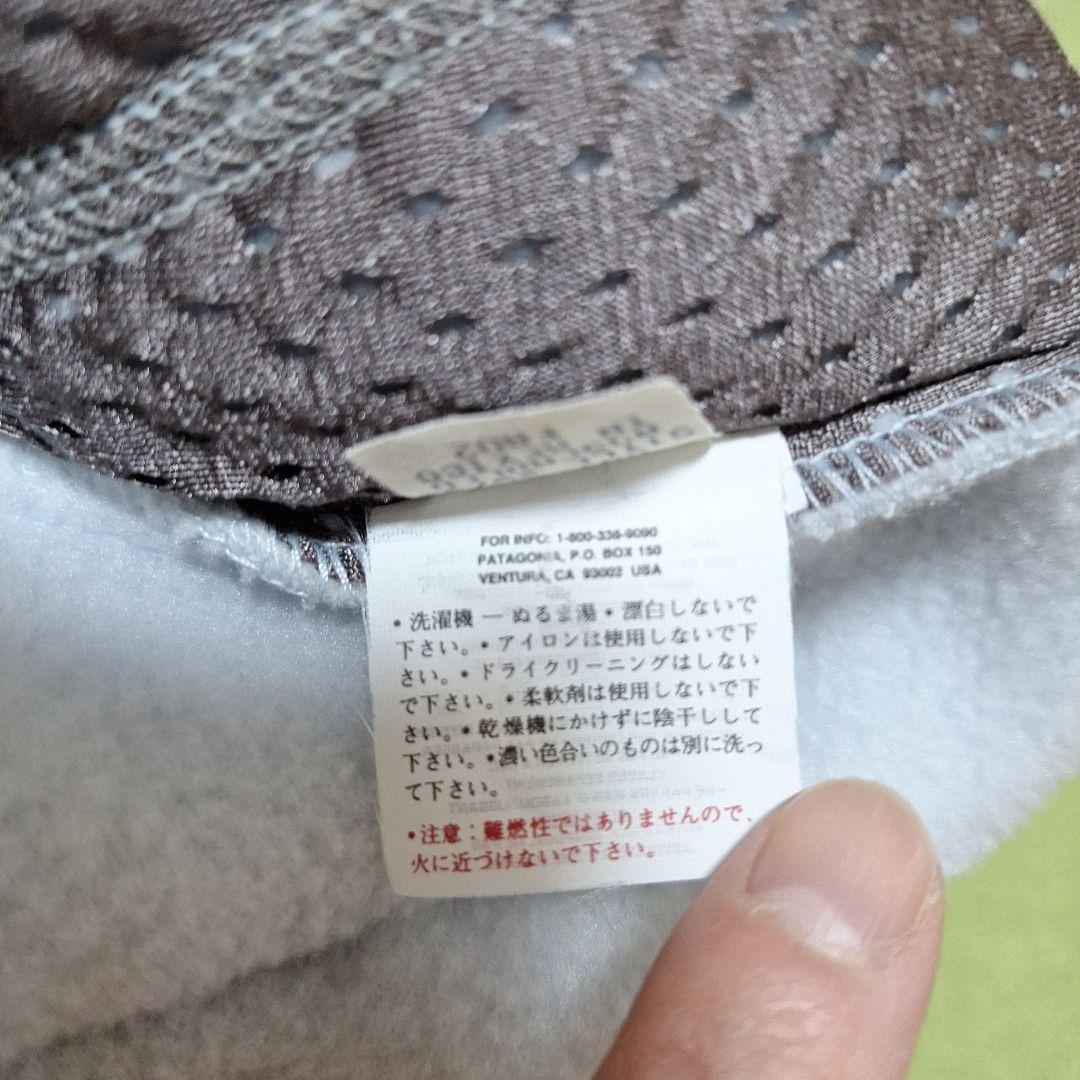 FOR INFO: 1-800-336-9090
PATAGONIA, P.O. BOX 150
VENTURA, CA 93002 USA
•洗濯機 — ぬるま湯•漂白しないで
下さい。•アイロンは使用しないで下
さい。•ドライクリーニングはしない
で下さい。•柔軟剤は使用しないで下
さい。•乾燥機にかけずに陰干しして
下さい。•濃い色合いのものは別に洗っ
て下さい。
•注意：難燃性ではありませんので、
火に近づけないで下さい。